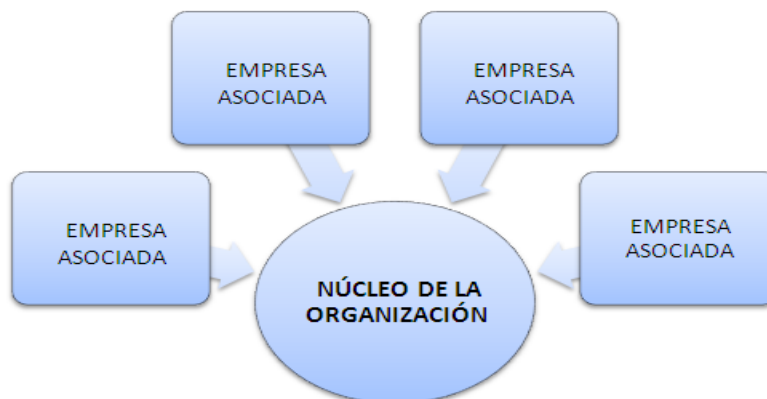 EMPRESA
ASOCIADA
EMPRESA
ASOCIADA
EMPRESA
ASOCIADA
EMPRESA
ASOCIADA
NÚCLEO DE LA
ORGANIZACIÓN